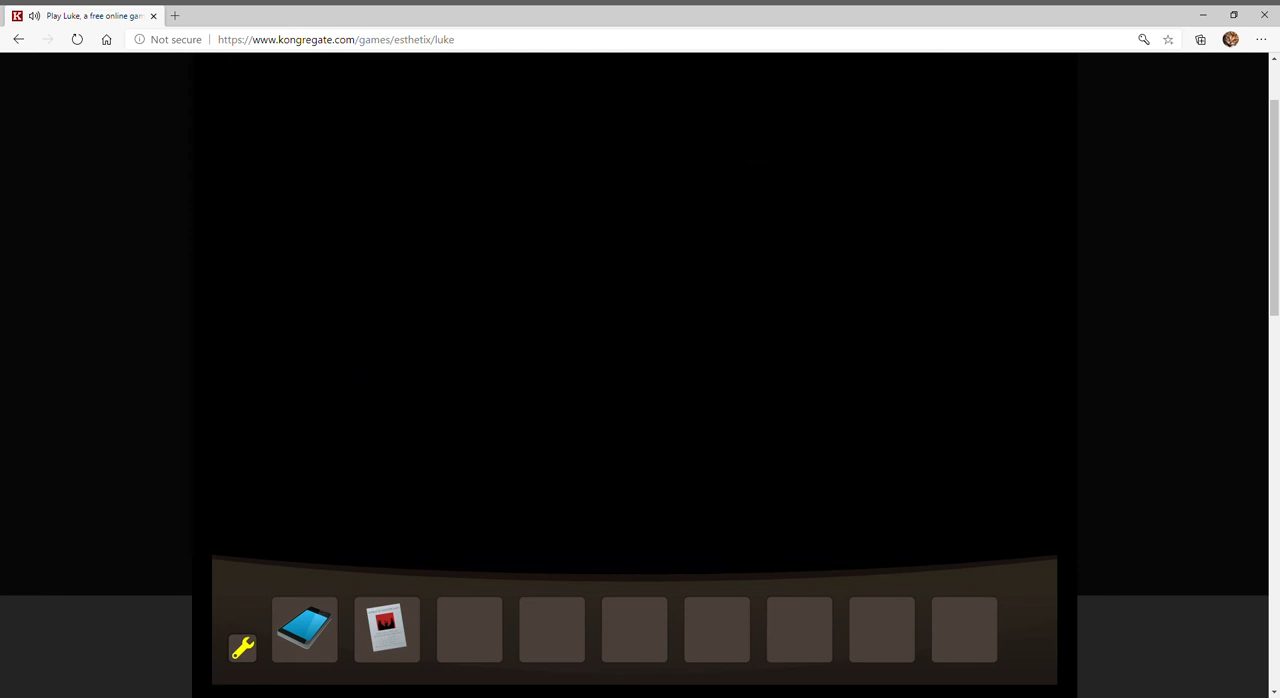 Play Luke, a free online gam
Not secure
https://www.kongregate.com/games/esthetix/luke